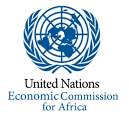 United Nations
Economic Commission
for Africa